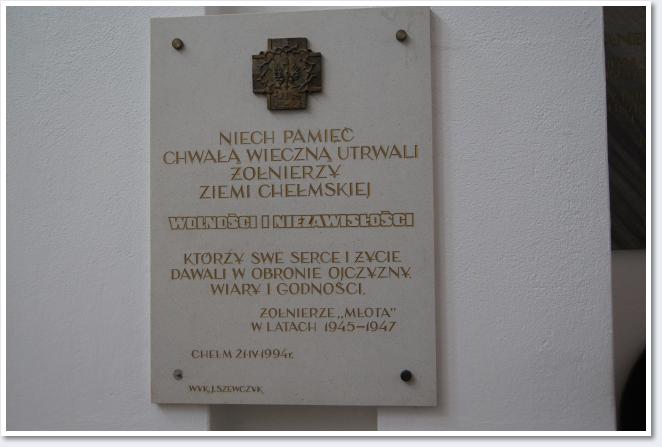 NIECH PAMIĘĆ
CHWAŁĄ WIECZNĄ UTRWALI
ŻOŁNIERZY
ZIEMI CHEŁMSKIEJ
WOLNOŚCI I NIEZAWISŁOŚCI
KTÓRZY SWE SERCE I ŻYCIE
DAWALI W OBRONIE OJCZYZNY,
WIARY I GODNOŚCI.
ŻOŁNIERZE „MŁOTA”
W LATACH 1945–1947
CHEŁM 21·IV·1994 r.
WYK. J. SZEWCZYK